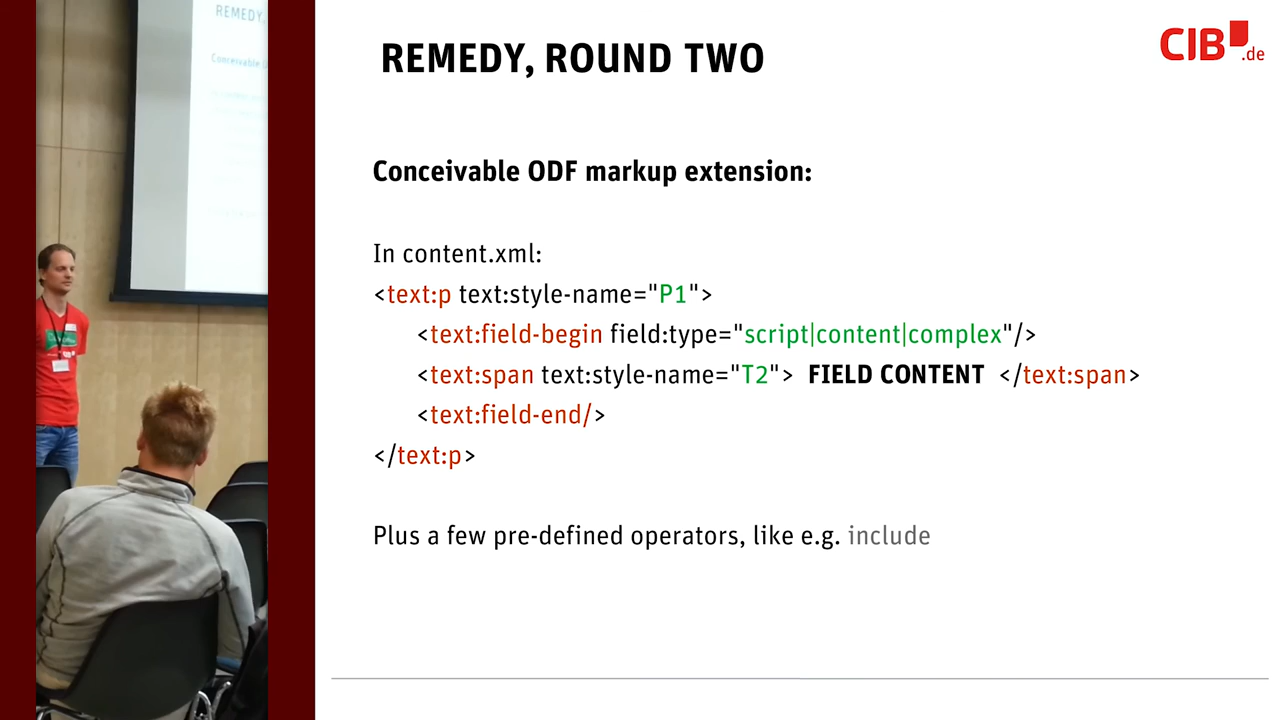 REMEDY,
Conceivable
REMEDY, ROUND TWO
CIB.de
Conceivable ODF markup extension:
In content.xml:
<text:p text:style-name="P1">
<text:field-begin field:type="script|content|complex"/>
<text:span text:style-name="T2"> FIELD CONTENT </text:span>
<text:field-end/>
</text:p>
Plus a few pre-defined operators, like e.g. include